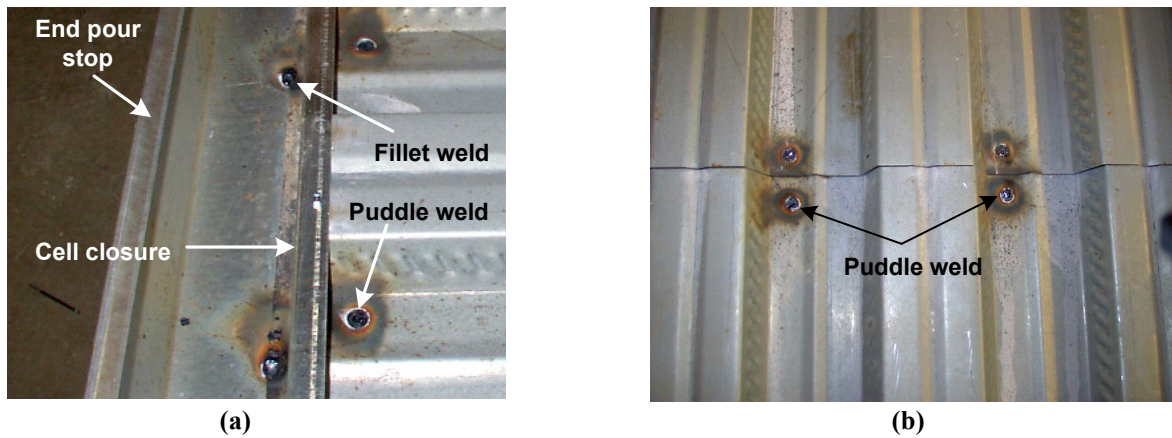 End pour
stop
Fillet weld
Puddle weld
Cell closure
(a)
Puddle weld
(b)